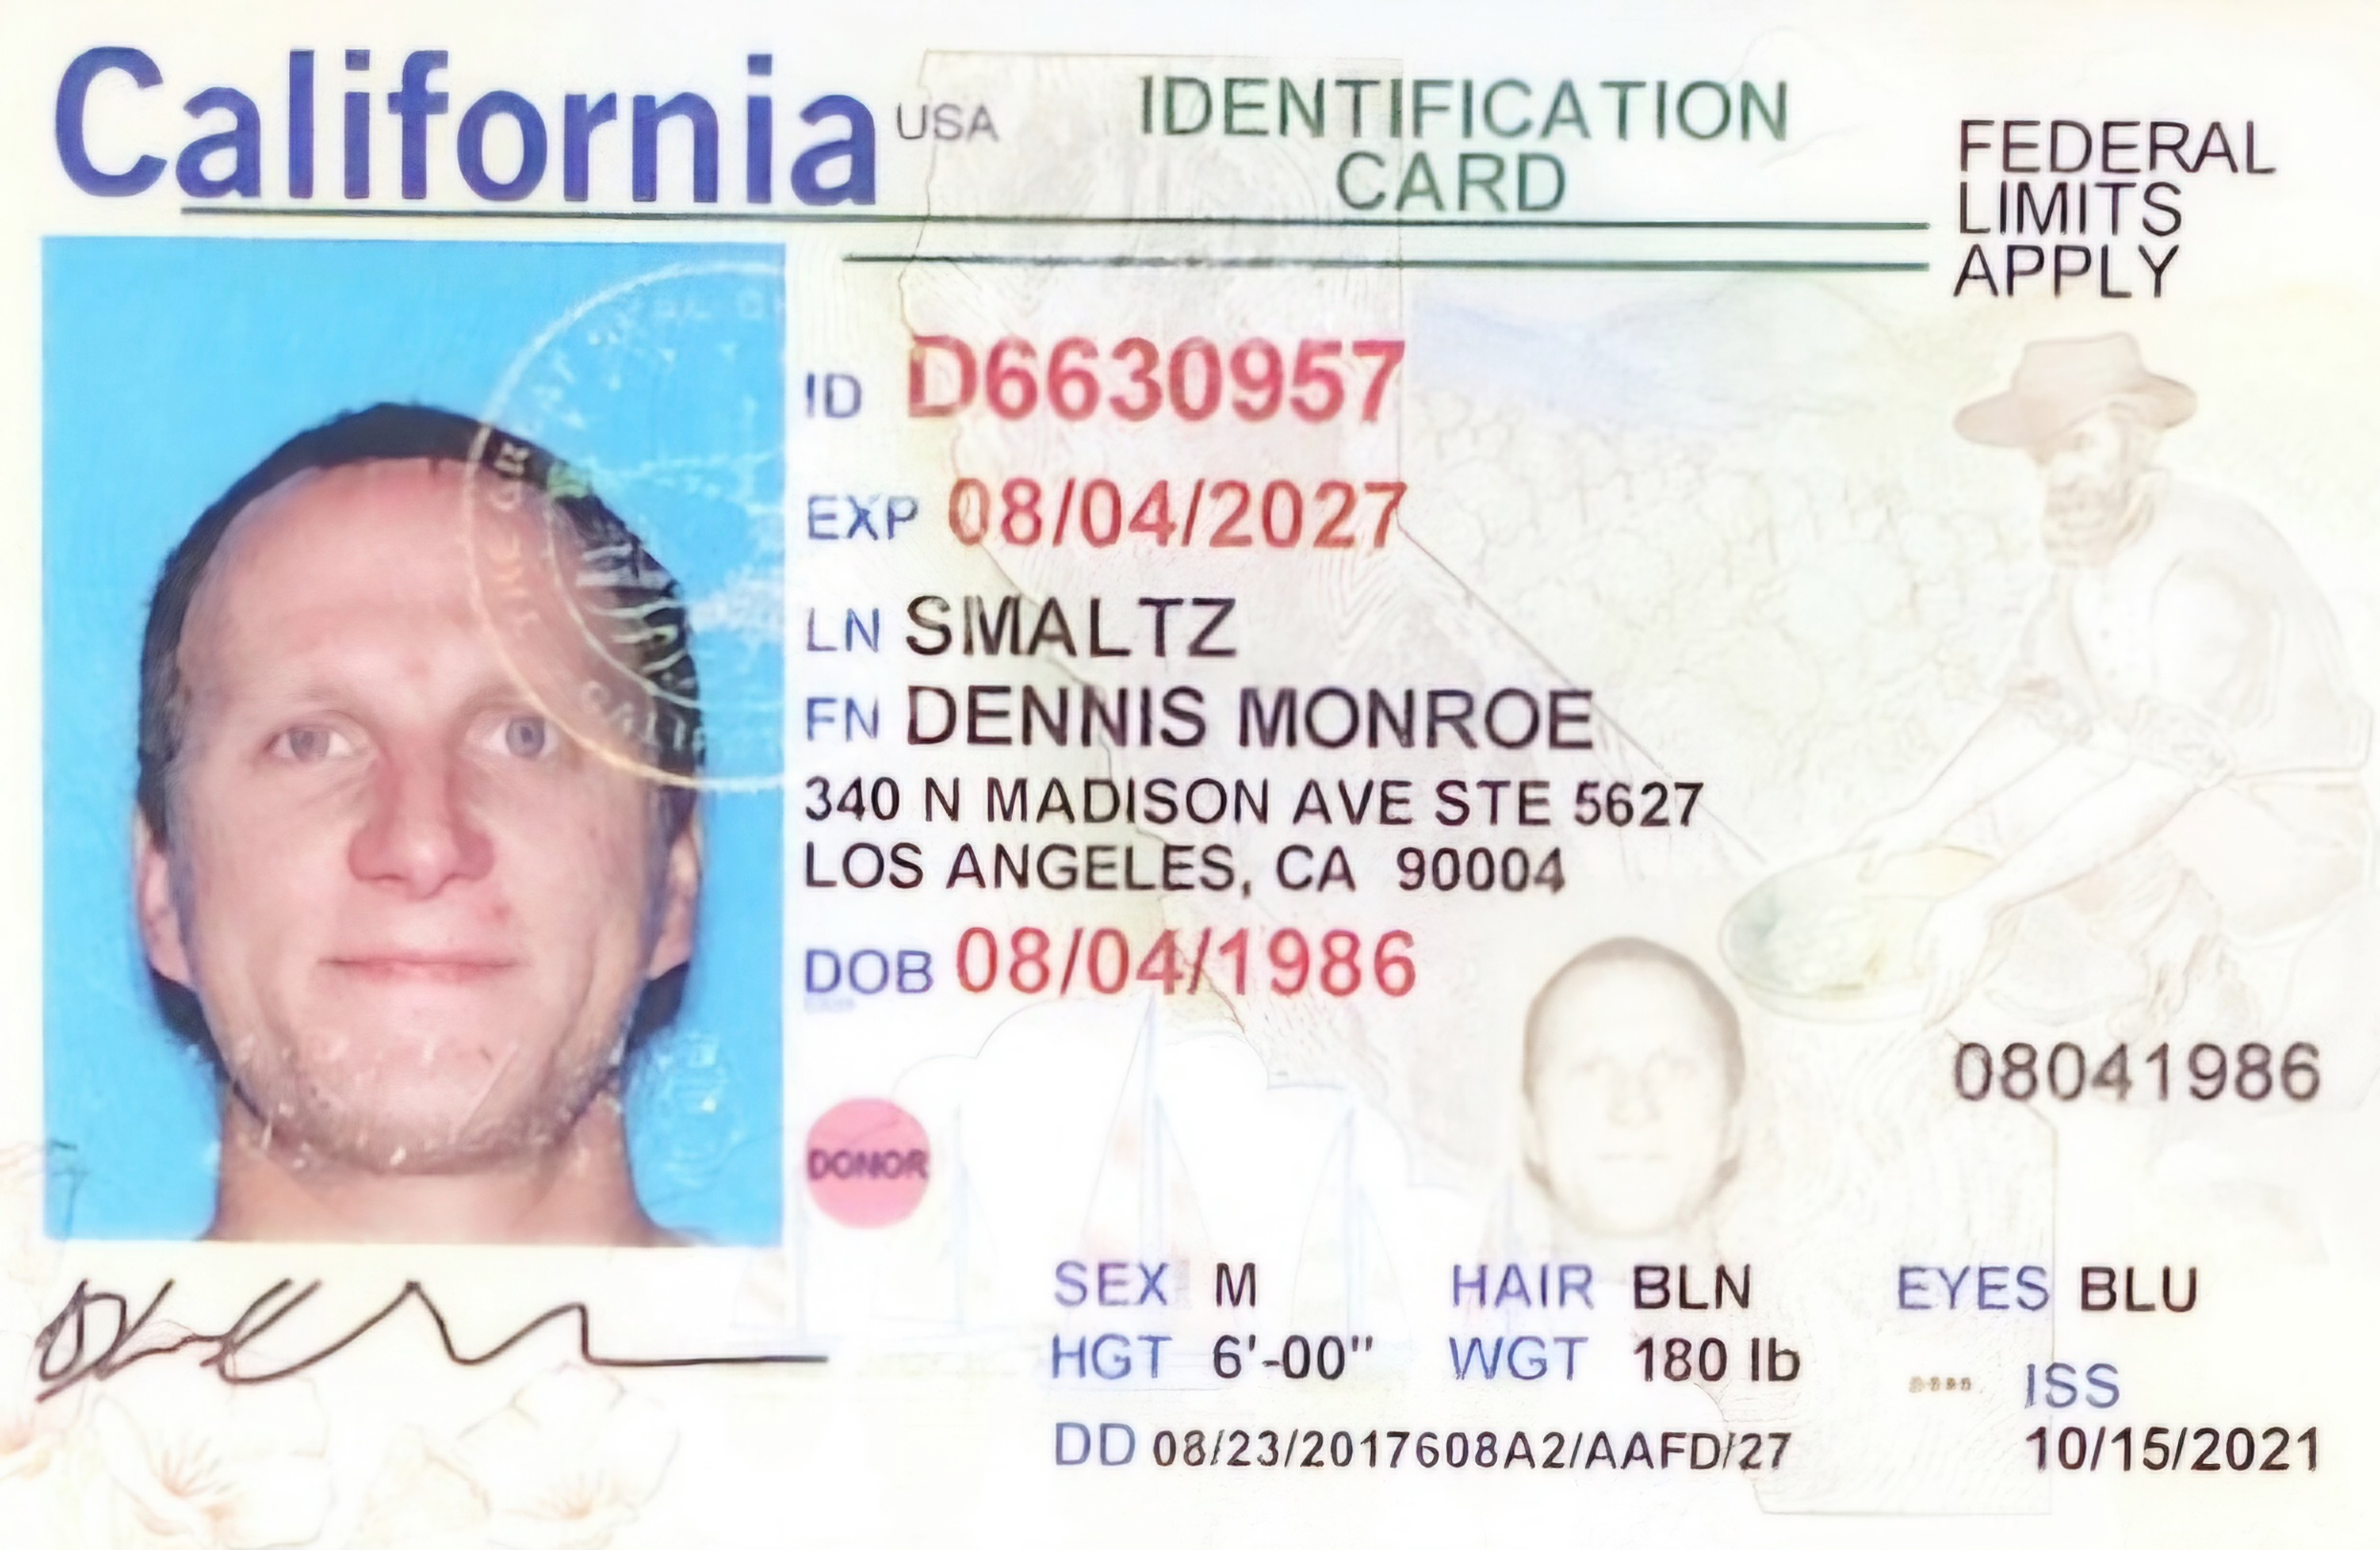 California USA IDENTIFICATION CARD
FEDERAL LIMITS APPLY
ID D6630957
EXP 08/04/2027
LN SMALTZ
FN DENNIS MONROE
340 N MADISON AVE STE 5627
LOS ANGELES, CA 90004
DOB 08/04/1986
08041986
DONOR
SEX M HAIR BLN EYES BLU
HGT 6'-00" WGT 180 lb
ISS
DD 08/23/2017608A2/AAFD/27 10/15/2021